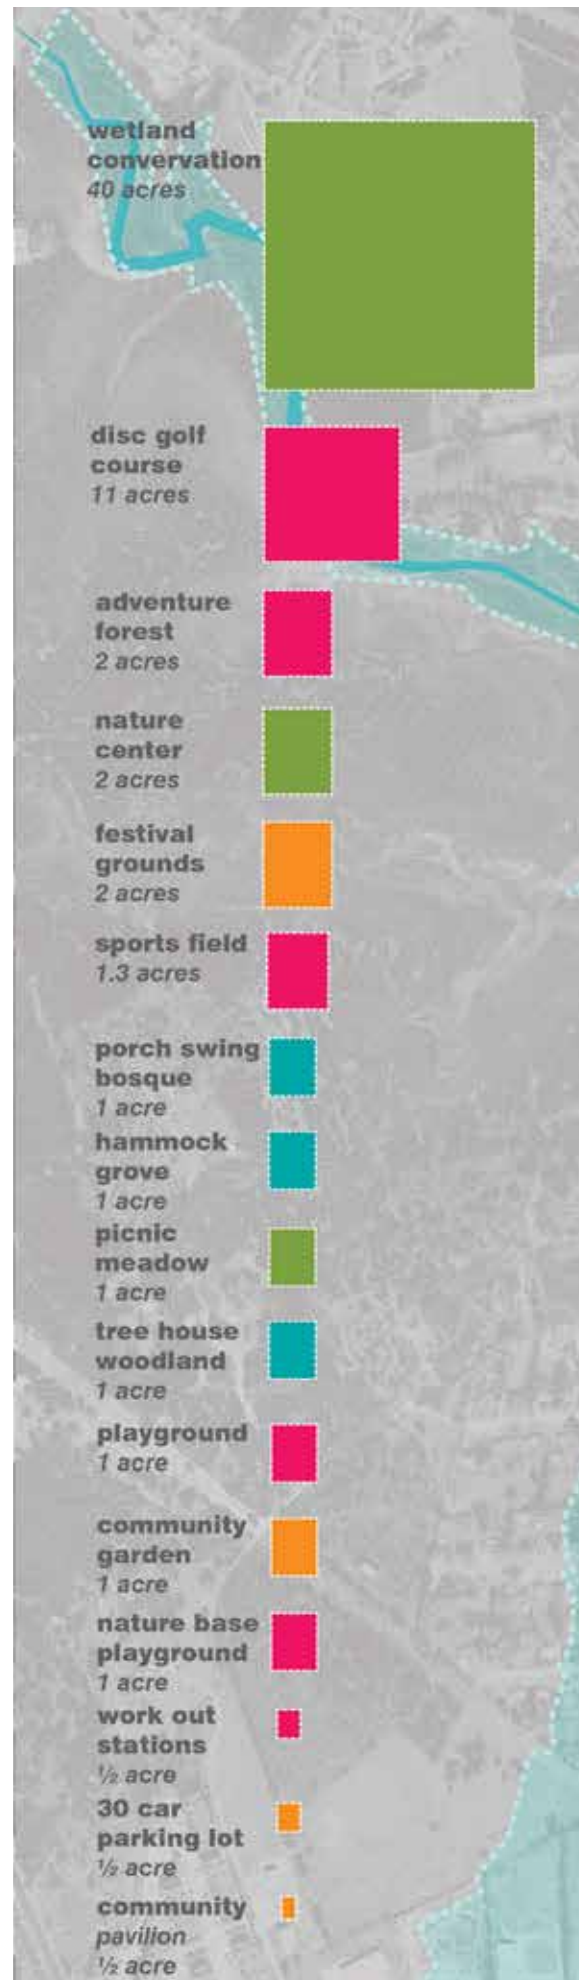 wetland
convervation
40 acres
disc golf
course
11 acres
adventure
forest
2 acres
nature
center
2 acres
festival
grounds
2 acres
sports field
1.3 acres
porch swing
bosque
1 acre
hammock
grove
1 acre
picnic
meadow
1 acre
tree house
woodland
1 acre
playground
1 acre
community
garden
1 acre
nature base
playground
1 acre
work out
stations
½ acre
30 car
parking lot
½ acre
community
pavilion
½ acre